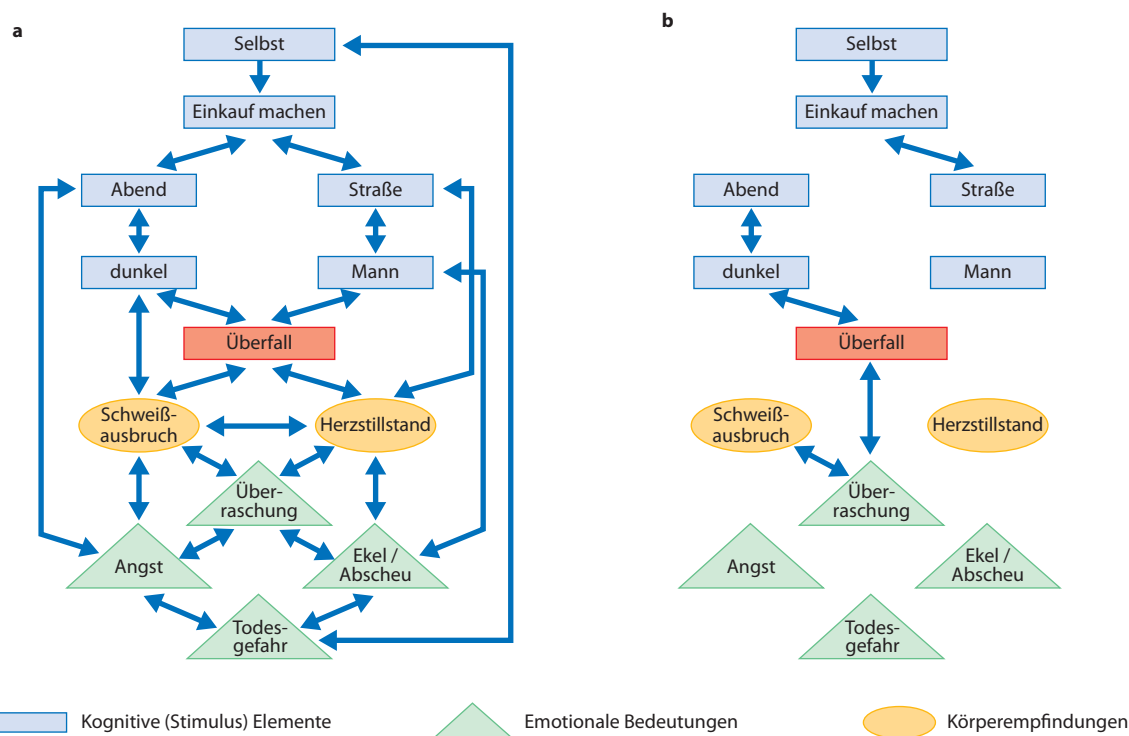 a
Selbst
Einkauf machen
Abend
Straße
dunkel
Mann
Überfall
Schweiß-
ausbruch
Herzstillstand
Über-
raschung
Angst
Ekel /
Abscheu
Todes-
gefahr
b
Selbst
Einkauf machen
Abend
Straße
dunkel
Mann
Überfall
Schweiß-
ausbruch
Herzstillstand
Über-
raschung
Angst
Ekel /
Abscheu
Todes-
gefahr
Kognitive (Stimulus) Elemente
Emotionale Bedeutungen
Körperempfindungen